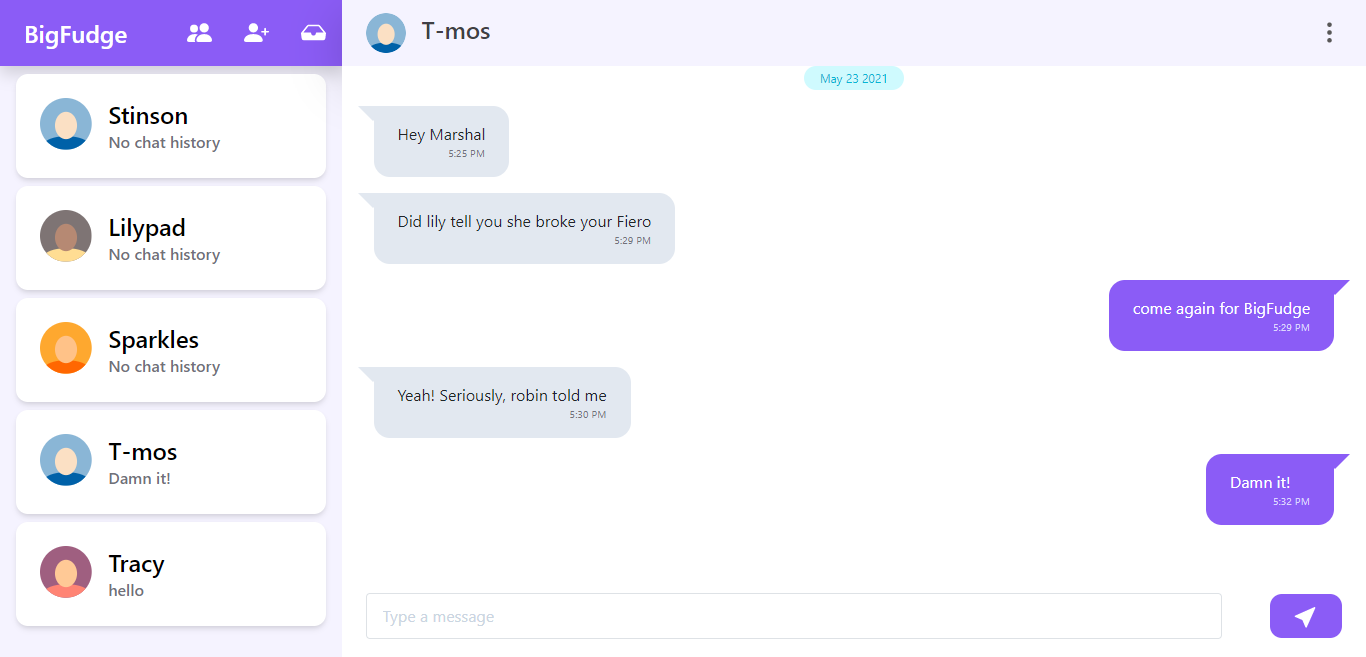 BigFudge
Stinson
No chat history
Lilypad
No chat history
Sparkles
No chat history
T-mos
Damn it!
Tracy
hello
T-mos
May 23 2021
Hey Marshal
5:25 PM
Did lily tell you she broke your Fiero
5:29 PM
come again for BigFudge
5:29 PM
Yeah! Seriously, robin told me
5:30 PM
Damn it!
5:32 PM
Type a message